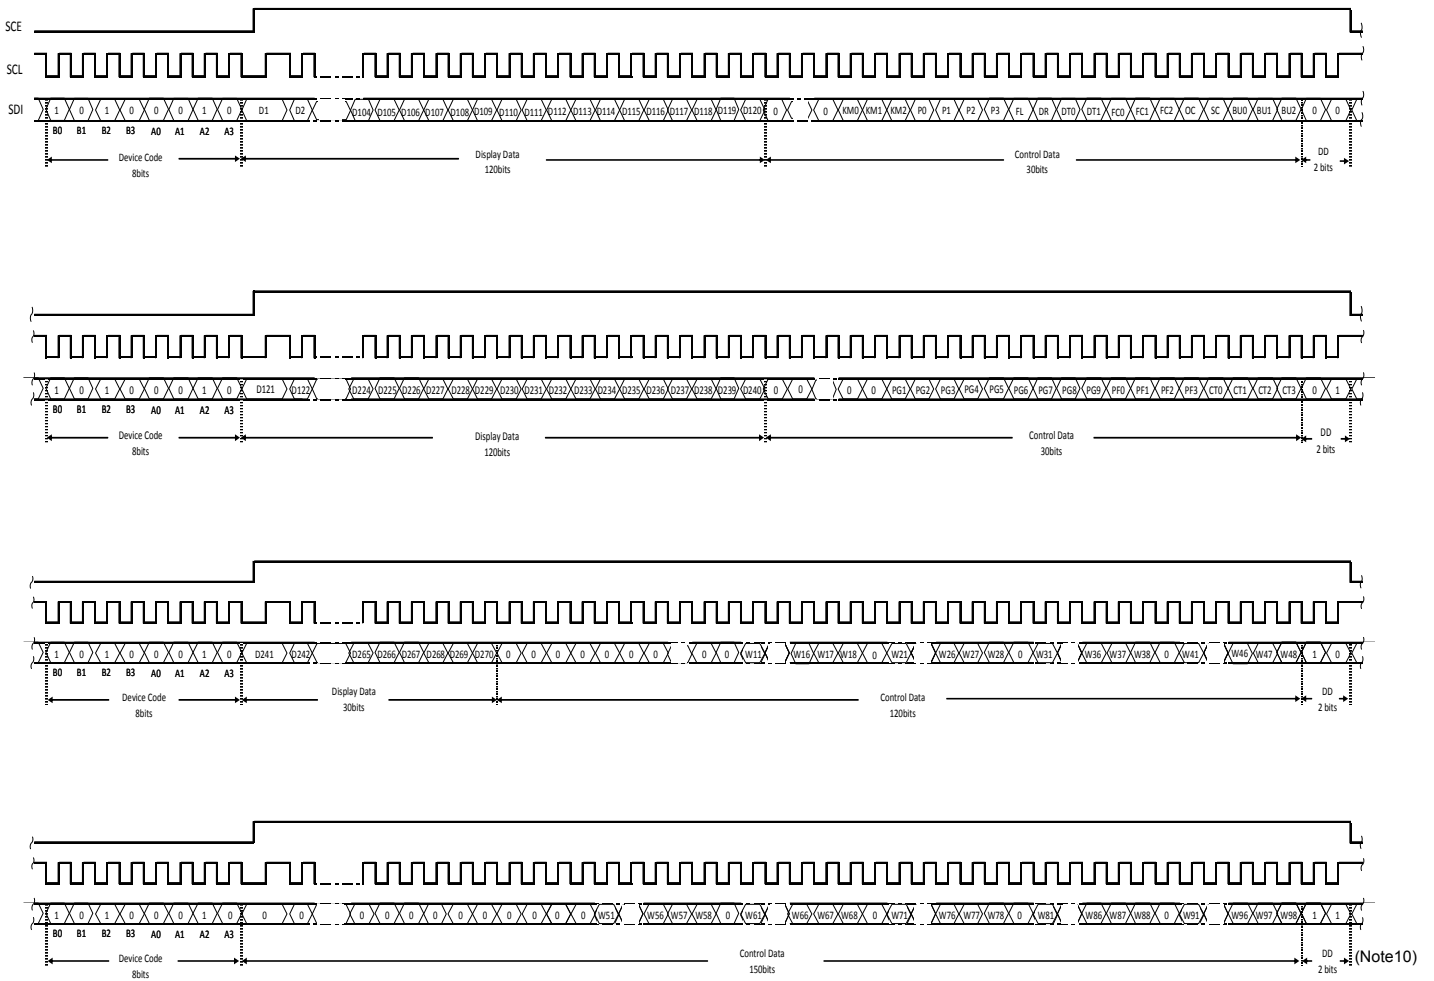 SCE
SCL
SDI 1 0 1 0 0 0 1 0 D1 D2 D104 D105 D106 D107 D108 D109 D110 D111 D112 D113 D114 D115 D116 D117 D118 D119 D120 0 0 KM0 KM1 KM2 P0 P1 P2 P3 FL DR DT0 DT1 FC0 FC1 FC2 OC SC BU0 BU1 BU2 0 0
B0 B1 B2 B3 A0 A1 A2 A3
Device Code Display Data Control Data DD
8bits 120bits 30bits 2 bits
1 0 1 0 0 0 1 0 D121 D122 D224 D225 D226 D227 D228 D229 D230 D231 D232 D233 D234 D235 D236 D237 D238 D239 D240 0 0 0 0 PG1 PG2 PG3 PG4 PG5 PG6 PG7 PG8 PG9 PF0 PF1 PF2 PF3 CT0 CT1 CT2 CT3 0 1
B0 B1 B2 B3 A0 A1 A2 A3
Device Code Display Data Control Data DD
8bits 120bits 30bits 2 bits
1 0 1 0 0 0 1 0 D241 D242 D265 D266 D267 D268 D269 D270 0 0 0 0 0 0 0 0 0 W11 W16 W17 W18 0 W21 W26 W27 W28 0 W31 W36 W37 W38 0 W41 W46 W47 W48 1 0
B0 B1 B2 B3 A0 A1 A2 A3
Device Code Display Data Control Data DD
8bits 30bits 120bits 2 bits
1 0 1 0 0 0 1 0 0 0 0 0 0 0 0 0 0 0 0 0 W51 W56 W57 W58 0 W61 W66 W67 W68 0 W71 W76 W77 W78 0 W81 W86 W87 W88 0 W91 W96 W97 W98 1 1
B0 B1 B2 B3 A0 A1 A2 A3
Device Code Control Data DD (Note10)
8bits 150bits 2 bits